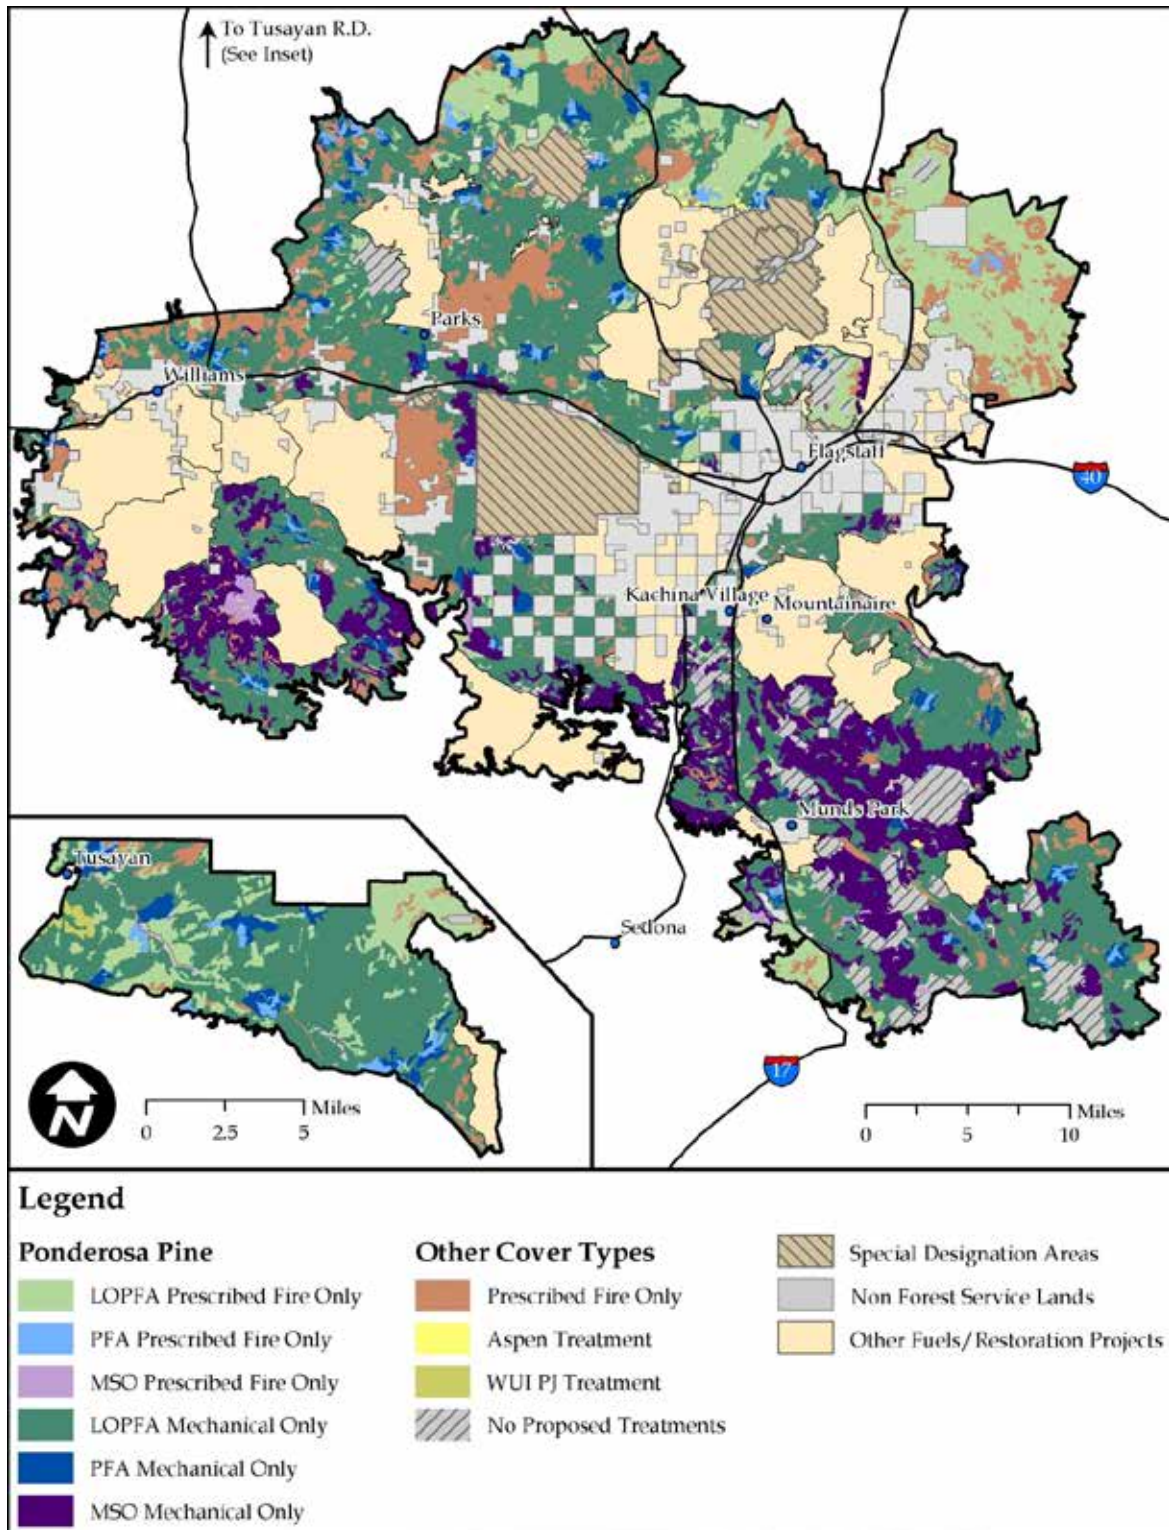 To Tusayan R.D.
(See Inset)
Parks
Williams
Flagstaff
40
Kachina Village
Mountainaire
Munds Park
Tusayan
Sedona
17
N
Miles
0 2.5 5
Miles
0 5 10
Legend
Ponderosa Pine
LOPFA Prescribed Fire Only
PFA Prescribed Fire Only
MSO Prescribed Fire Only
LOPFA Mechanical Only
PFA Mechanical Only
MSO Mechanical Only
Other Cover Types
Prescribed Fire Only
Aspen Treatment
WUI PJ Treatment
No Proposed Treatments
Special Designation Areas
Non Forest Service Lands
Other Fuels/Restoration Projects